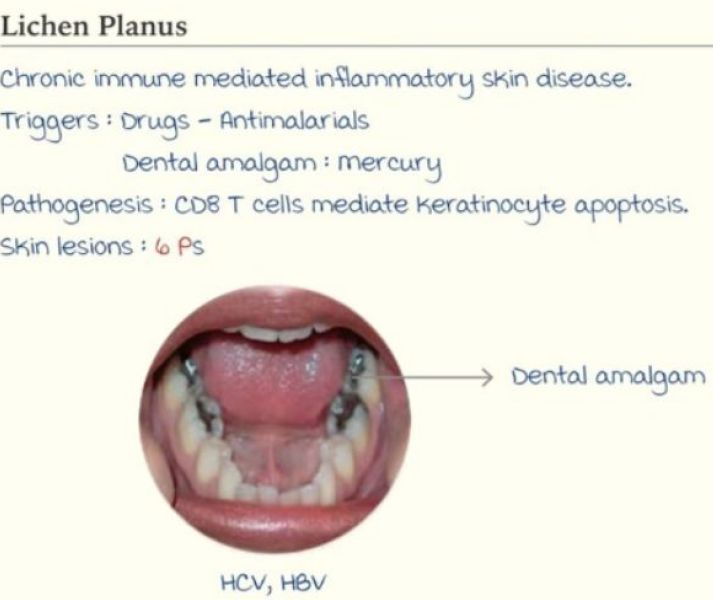 Lichen Planus
Chronic immune mediated inflammatory skin disease.
Triggers : Drugs - Antimalarials
Dental amalgam : mercury
Pathogenesis : CD8 T cells mediate keratinocyte apoptosis.
Skin lesions : 6 Ps
Dental amalgam
HCV, HBV